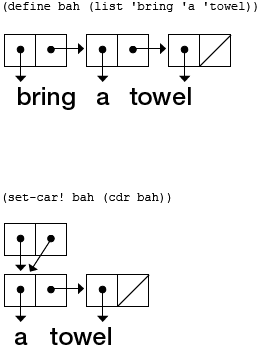 (define bah (list 'bring 'a 'towel))
bring a towel
(set-car! bah (cdr bah))
a towel